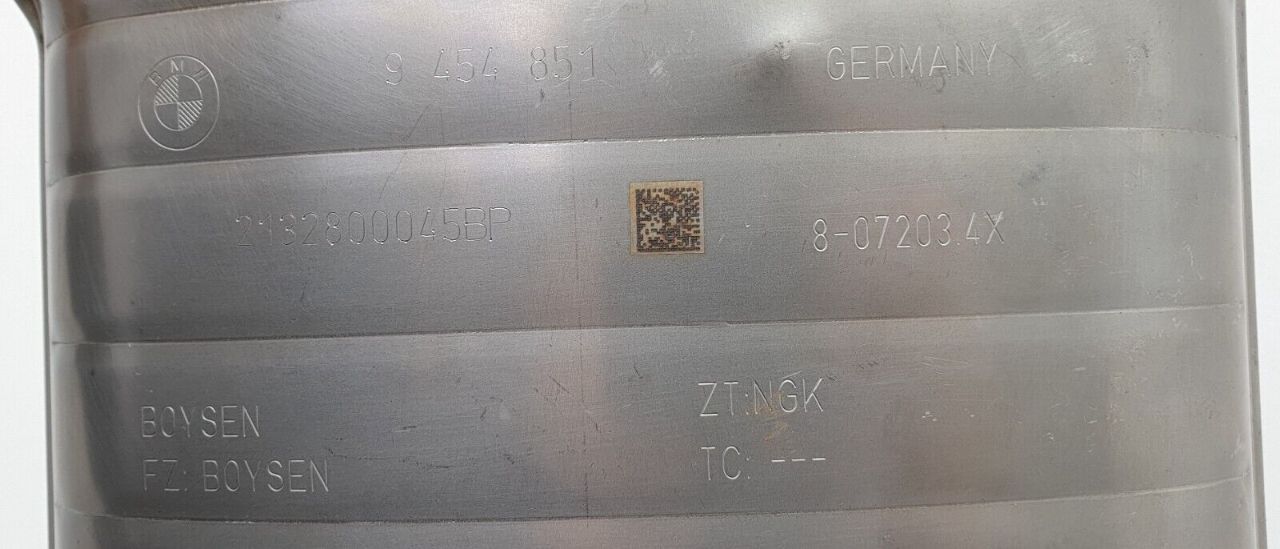 BMW
9 454 851 GERMANY
2132800045BP 8-07203.4X
BOYSEN ZT:NGK
FZ: BOYSEN TC: ---